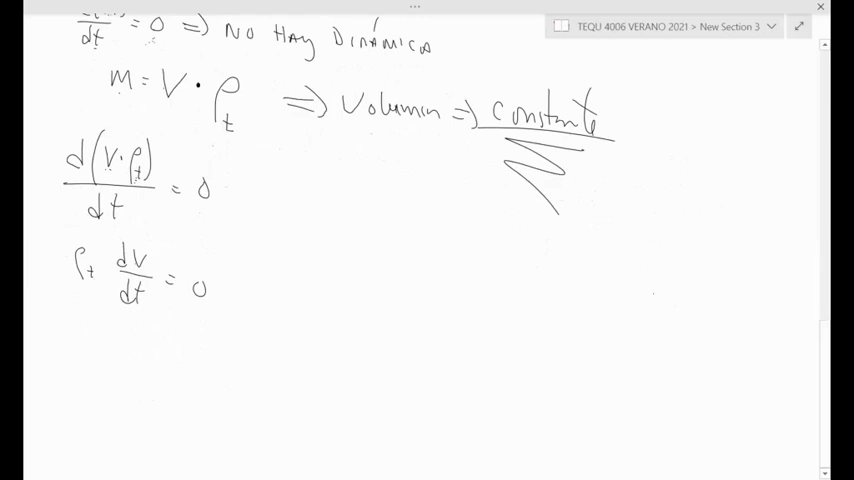 TEQU 4006 VERANO 2021 > New Section 3
dt = 0 ⇒ NO HAY DINÁMICA
m = V · ρt ⇒ Volumen ⇒ Constante
d(V·ρt)/dt = 0
ρt dV/dt = 0